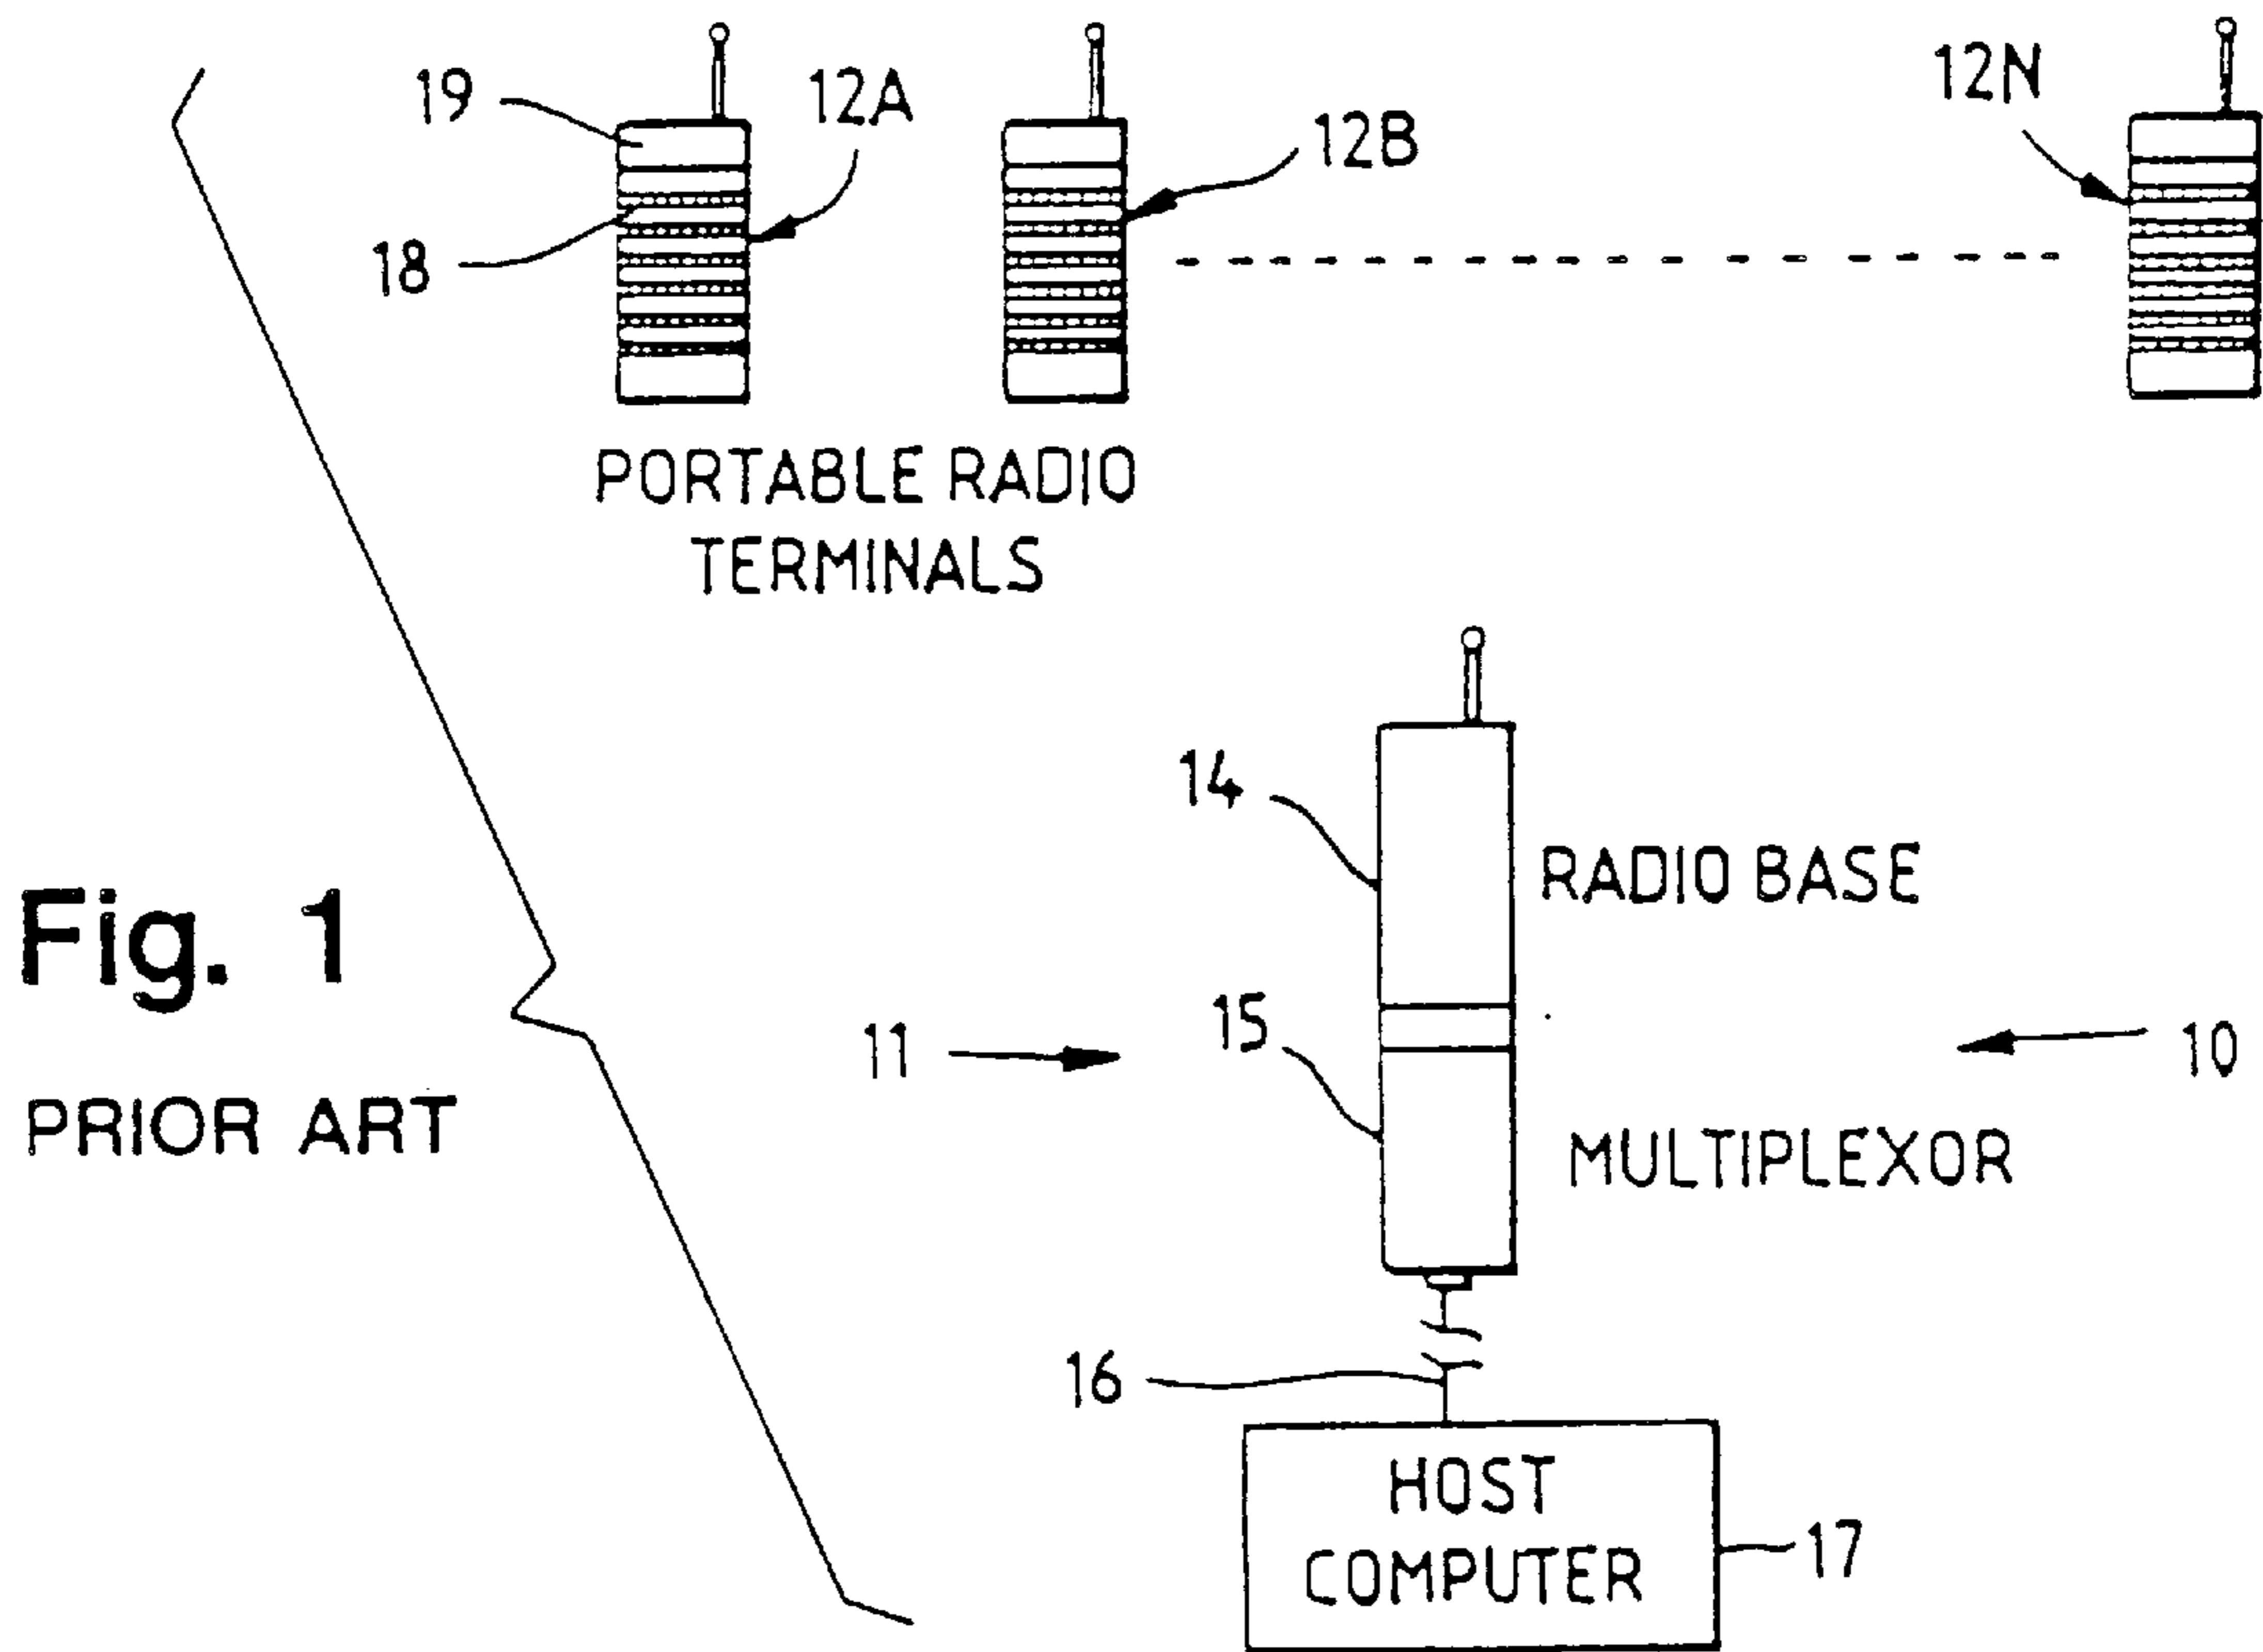 19
12A
12B
12N
18
PORTABLE RADIO
TERMINALS
14
RADIO BASE
Fig. 1
PRIOR ART
11
15
10
MULTIPLEXOR
16
HOST
COMPUTER
17